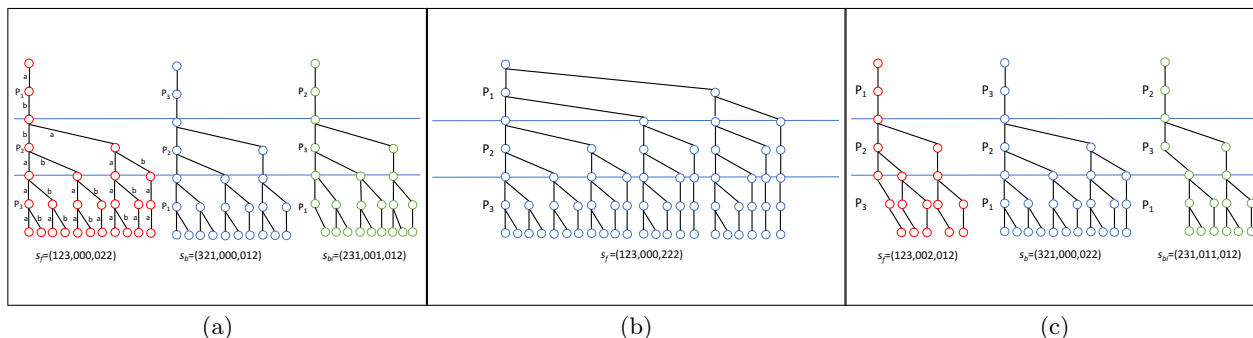 a
P1
b
b
a
P2
a
b
a
b
a
b
a
b
a
a
P3
a
b
a
b
a
b
a
b
a
sf=(123,000,022)
P3
P2
P1
sb=(321,000,012)
P2
P3
P1
sbi=(231,001,012)
(a)
P1
P2
P3
sf=(123,000,222)
(b)
P1
P2
P3
sf=(123,002,012)
P3
P2
P1
sb=(321,000,022)
P2
P3
P1
sbi=(231,011,012)
(c)